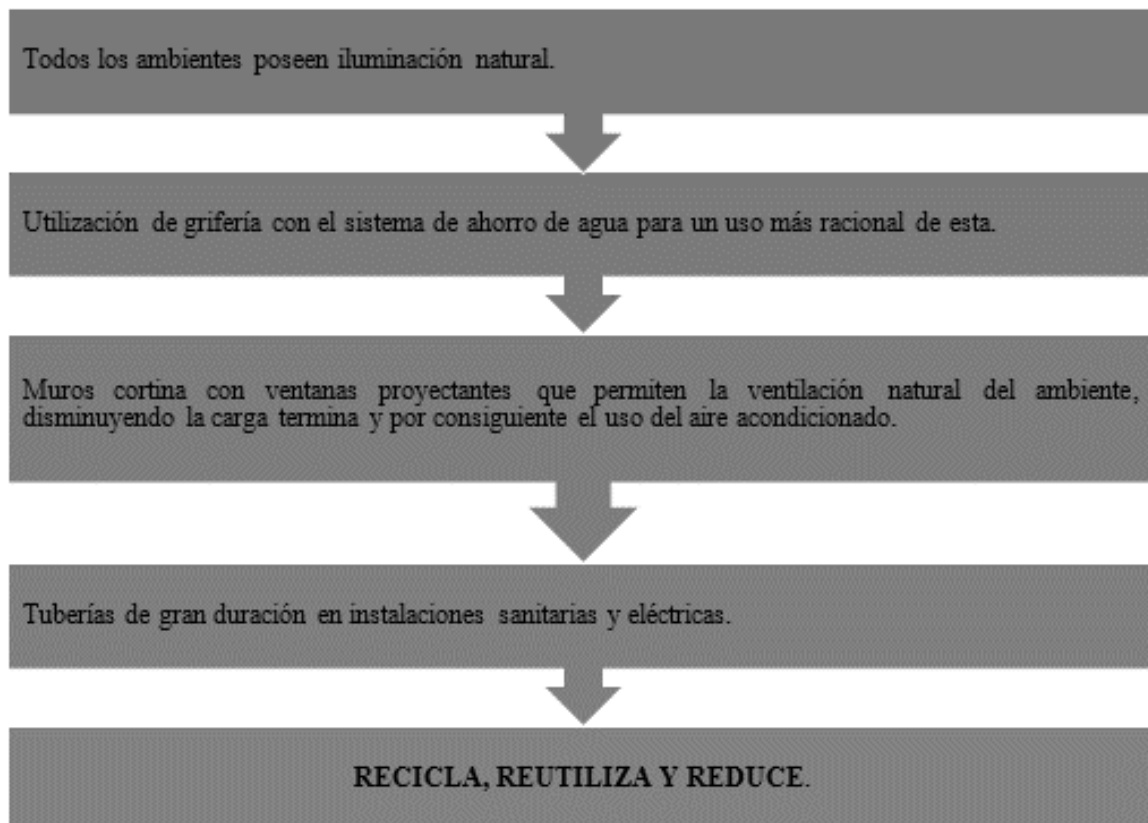 Todos los ambientes poseen iluminación natural.
Utilización de grifería con el sistema de ahorro de agua para un uso más racional de esta.
Muros cortina con ventanas proyectantes que permiten la ventilación natural del ambiente,
disminuyendo la carga termina y por consiguiente el uso del aire acondicionado.
Tuberías de gran duración en instalaciones sanitarias y eléctricas.
RECICLA, REUTILIZA Y REDUCE.